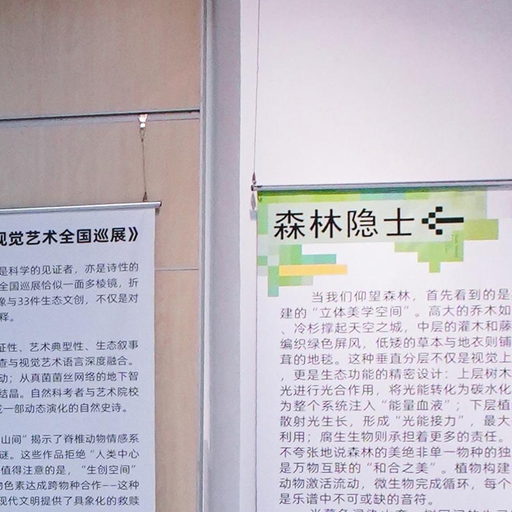 视觉艺术全国巡展》
是科学的见证者，亦是诗性的
全国巡展恰似一面多棱镜，折
像与33件生态文创，不仅是对
释。
征性、艺术典型性、生态叙事
查与视觉艺术语言深度融合。
动；从真菌菌丝网络的地下智
结晶。自然科考者与艺术院校
成一部动态演化的自然史诗。
山间”揭示了脊椎动物情感系
谜。这些作品拒绝“人类中心
值得注意的是，“生创空间”
物色素达成跨物种合作——这种
现代文明提供了具象化的救赎
森林隐士
当我们仰望森林，首先看到的是
建的“立体美学空间”。高大的乔木如
、冷杉撑起天空之城，中层的灌木和藤
编织绿色屏风，低矮的草本与地衣则铺
茸的地毯。这种垂直分层不仅是视觉上
，更是生态功能的精密设计：上层树木
光进行光合作用，将光能转化为碳水化
为整个系统注入“能量血液”；下层植
散射光生长，形成“光能接力”，最大
利用；腐生生物则承担着更多的责任。
不夸张地说森林的美绝非单一物种的独
是万物互联的“和合之美”。植物构建
动物激活流动，微生物完成循环，每个
是乐谱中不可或缺的音符。